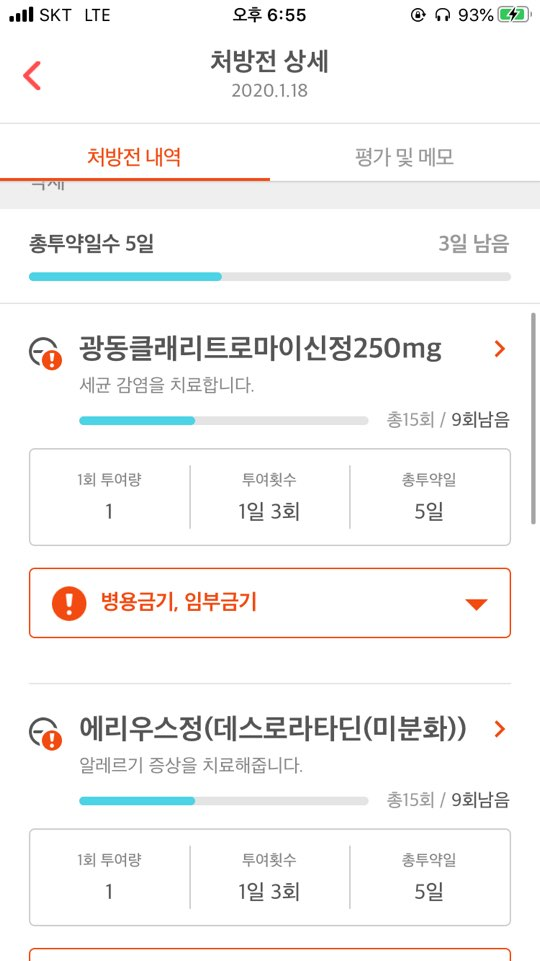 SKT LTE 오후 6:55 93%
처방전 상세
2020.1.18
처방전 내역 평가 및 메모
총투약일수 5일 3일 남음
광동클래리트로마이신정250mg
세균 감염을 치료합니다.
총15회 / 9회남음
1회 투여량 투여횟수 총투약일
1 1일 3회 5일
병용금기, 임부금기
에리우스정(데스로라타딘(미분화))
알레르기 증상을 치료해줍니다.
총15회 / 9회남음
1회 투여량 투여횟수 총투약일
1 1일 3회 5일